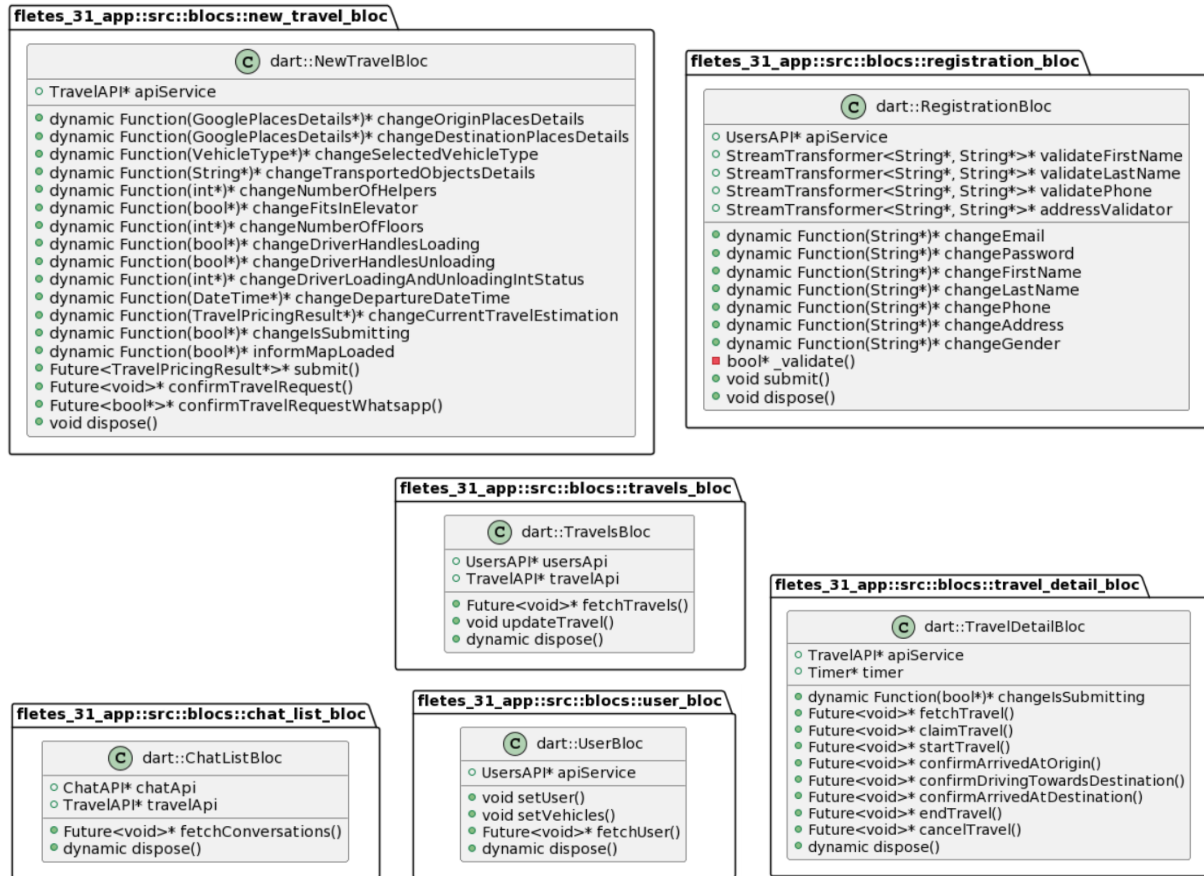 fletes_31_app::src::blocs::new_travel_bloc
C dart::NewTravelBloc
TravelAPI* apiService
dynamic Function(GooglePlacesDetails*)* changeOriginPlacesDetails
dynamic Function(GooglePlacesDetails*)* changeDestinationPlacesDetails
dynamic Function(VehicleType*)* changeSelectedVehicleType
dynamic Function(String*)* changeTransportedObjectsDetails
dynamic Function(int*)* changeNumberOfHelpers
dynamic Function(bool*)* changeFitsInElevator
dynamic Function(int*)* changeNumberOfFloors
dynamic Function(bool*)* changeDriverHandlesLoading
dynamic Function(bool*)* changeDriverHandlesUnloading
dynamic Function(int*)* changeDriverLoadingAndUnloadingIntStatus
dynamic Function(DateTime*)* changeDepartureDateTime
dynamic Function(TravelPricingResult*)* changeCurrentTravelEstimation
dynamic Function(bool*)* changeIsSubmitting
dynamic Function(bool*)* informMapLoaded
Future<TravelPricingResult*>* submit()
Future<void>* confirmTravelRequest()
Future<bool*>* confirmTravelRequestWhatsapp()
void dispose()
fletes_31_app::src::blocs::registration_bloc
C dart::RegistrationBloc
UsersAPI* apiService
StreamTransformer<String*, String*>* validateFirstName
StreamTransformer<String*, String*>* validateLastName
StreamTransformer<String*, String*>* validatePhone
StreamTransformer<String*, String*>* addressValidator
dynamic Function(String*)* changeEmail
dynamic Function(String*)* changePassword
dynamic Function(String*)* changeFirstName
dynamic Function(String*)* changeLastName
dynamic Function(String*)* changePhone
dynamic Function(String*)* changeAddress
dynamic Function(String*)* changeGender
bool* _validate()
void submit()
void dispose()
fletes_31_app::src::blocs::travels_bloc
C dart::TravelsBloc
UsersAPI* usersApi
TravelAPI* travelApi
Future<void>* fetchTravels()
void updateTravel()
dynamic dispose()
fletes_31_app::src::blocs::travel_detail_bloc
C dart::TravelDetailBloc
TravelAPI* apiService
Timer* timer
dynamic Function(bool*)* changeIsSubmitting
Future<void>* fetchTravel()
Future<void>* claimTravel()
Future<void>* startTravel()
Future<void>* confirmArrivedAtOrigin()
Future<void>* confirmDrivingTowardsDestination()
Future<void>* confirmArrivedAtDestination()
Future<void>* endTravel()
Future<void>* cancelTravel()
dynamic dispose()
fletes_31_app::src::blocs::chat_list_bloc
C dart::ChatListBloc
ChatAPI* chatApi
TravelAPI* travelApi
Future<void>* fetchConversations()
dynamic dispose()
fletes_31_app::src::blocs::user_bloc
C dart::UserBloc
UsersAPI* apiService
void setUser()
void setVehicles()
Future<void>* fetchUser()
dynamic dispose()